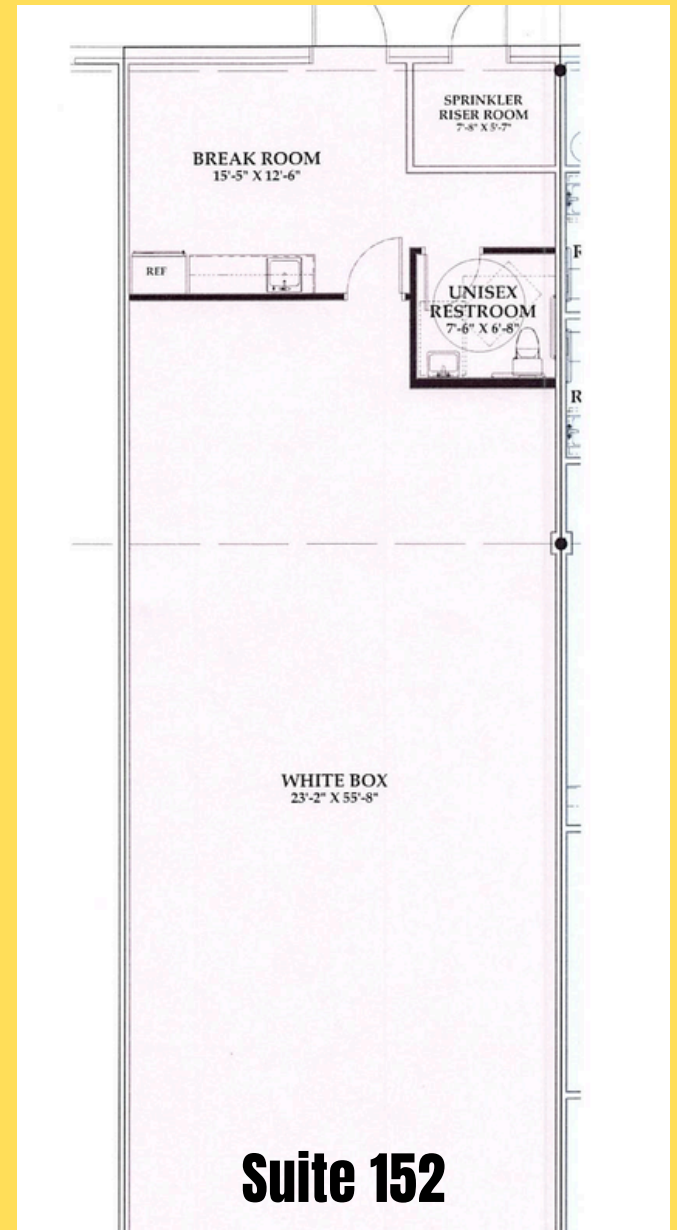 SPRINKLER
RISER ROOM
7'-8" X 5'-7"
BREAK ROOM
15'-5" X 12'-6"
REF
UNISEX
RESTROOM
7'-6" X 6'-8"
R
R
WHITE BOX
23'-2" X 55'-8"
Suite 152